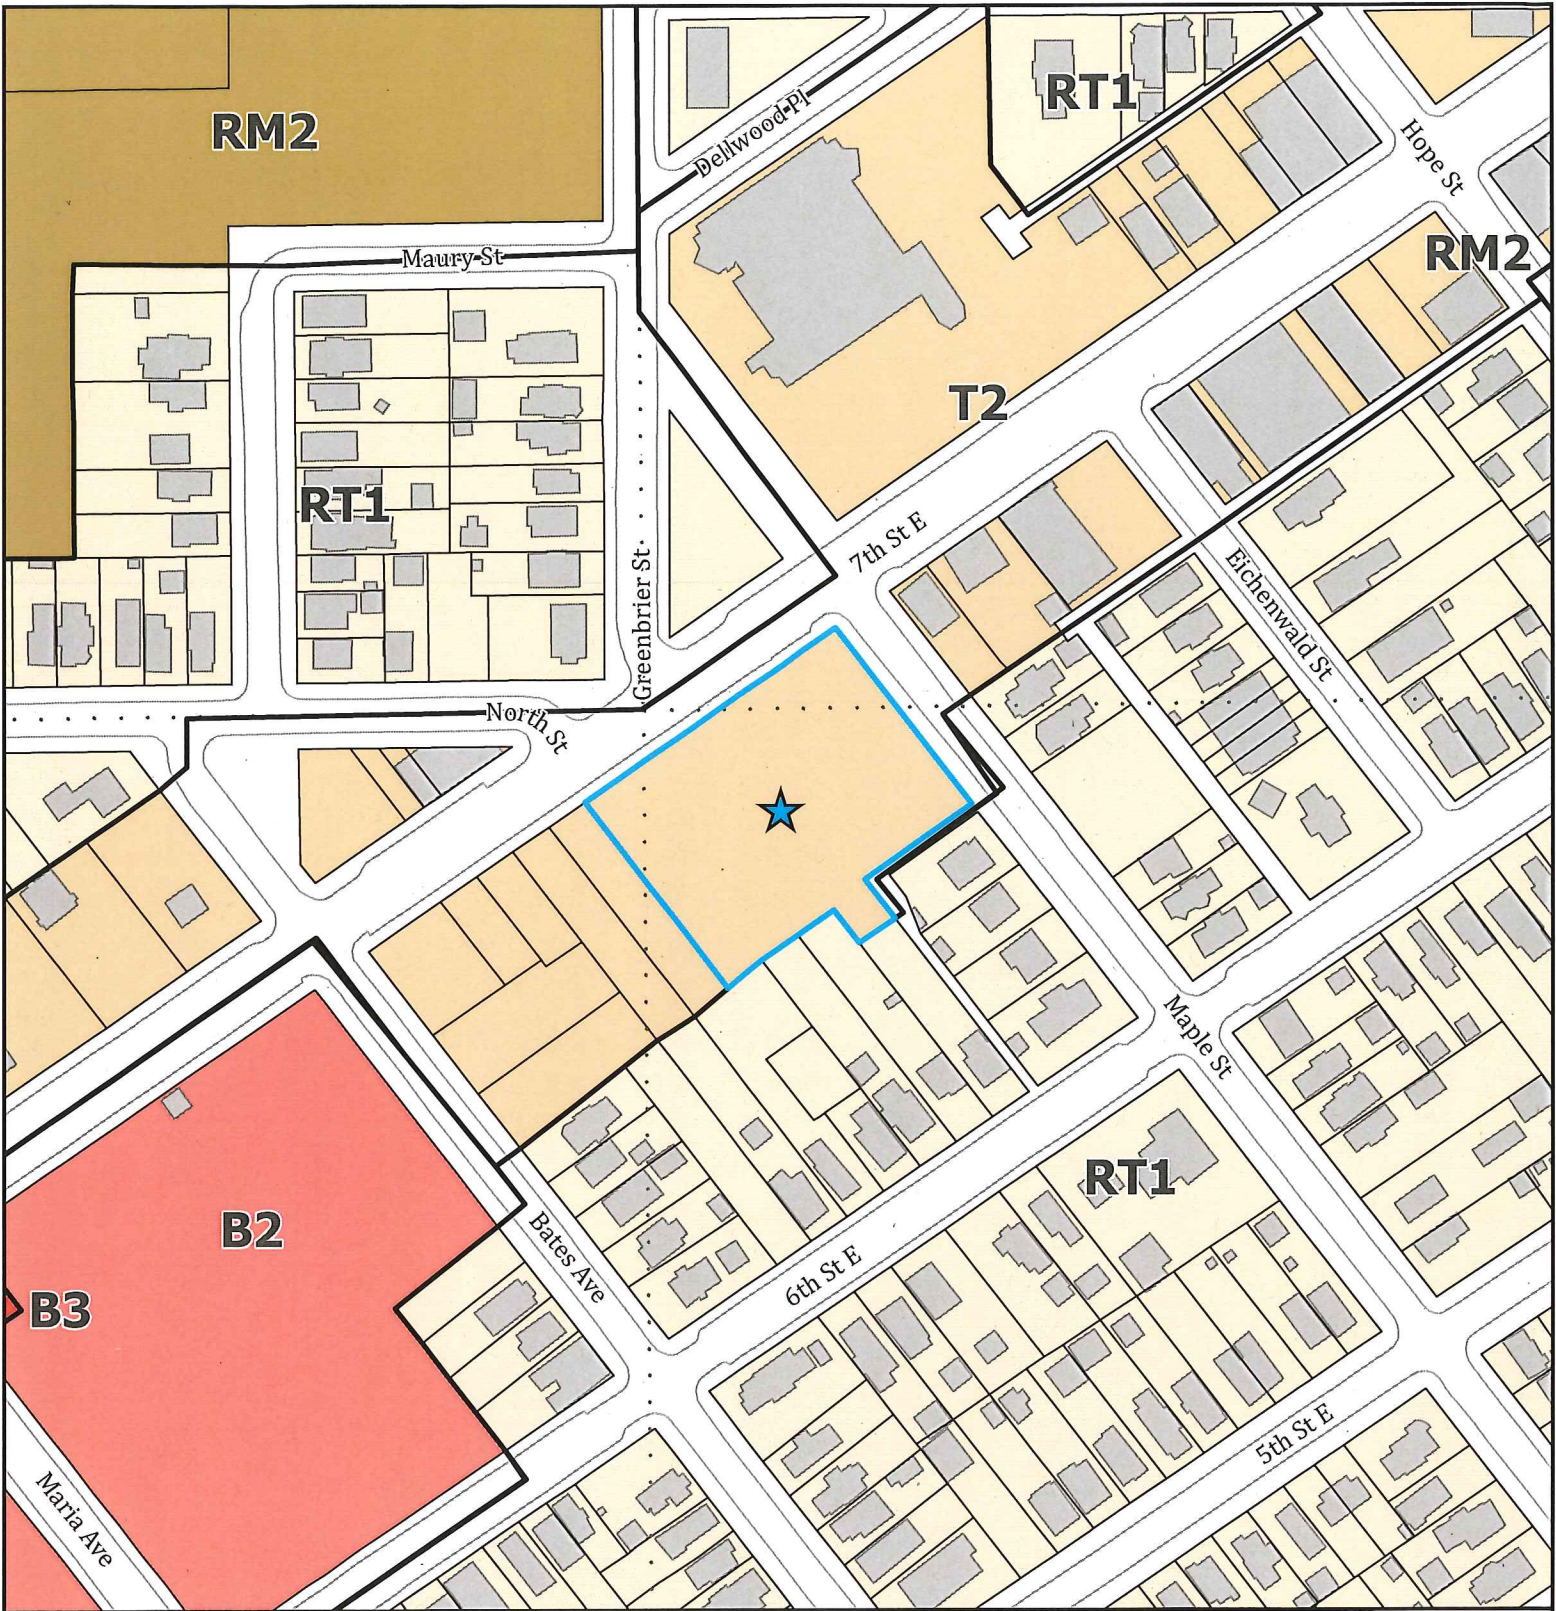 RT1
RM2
Dellwood Pl
Hope St
Maury St
RM2
T2
RT1
7th St E
Greenbrier St
Eichenwald St
North St
Maple St
RT1
B2
Bates Ave
6th St E
B3
5th St E
Maria Ave